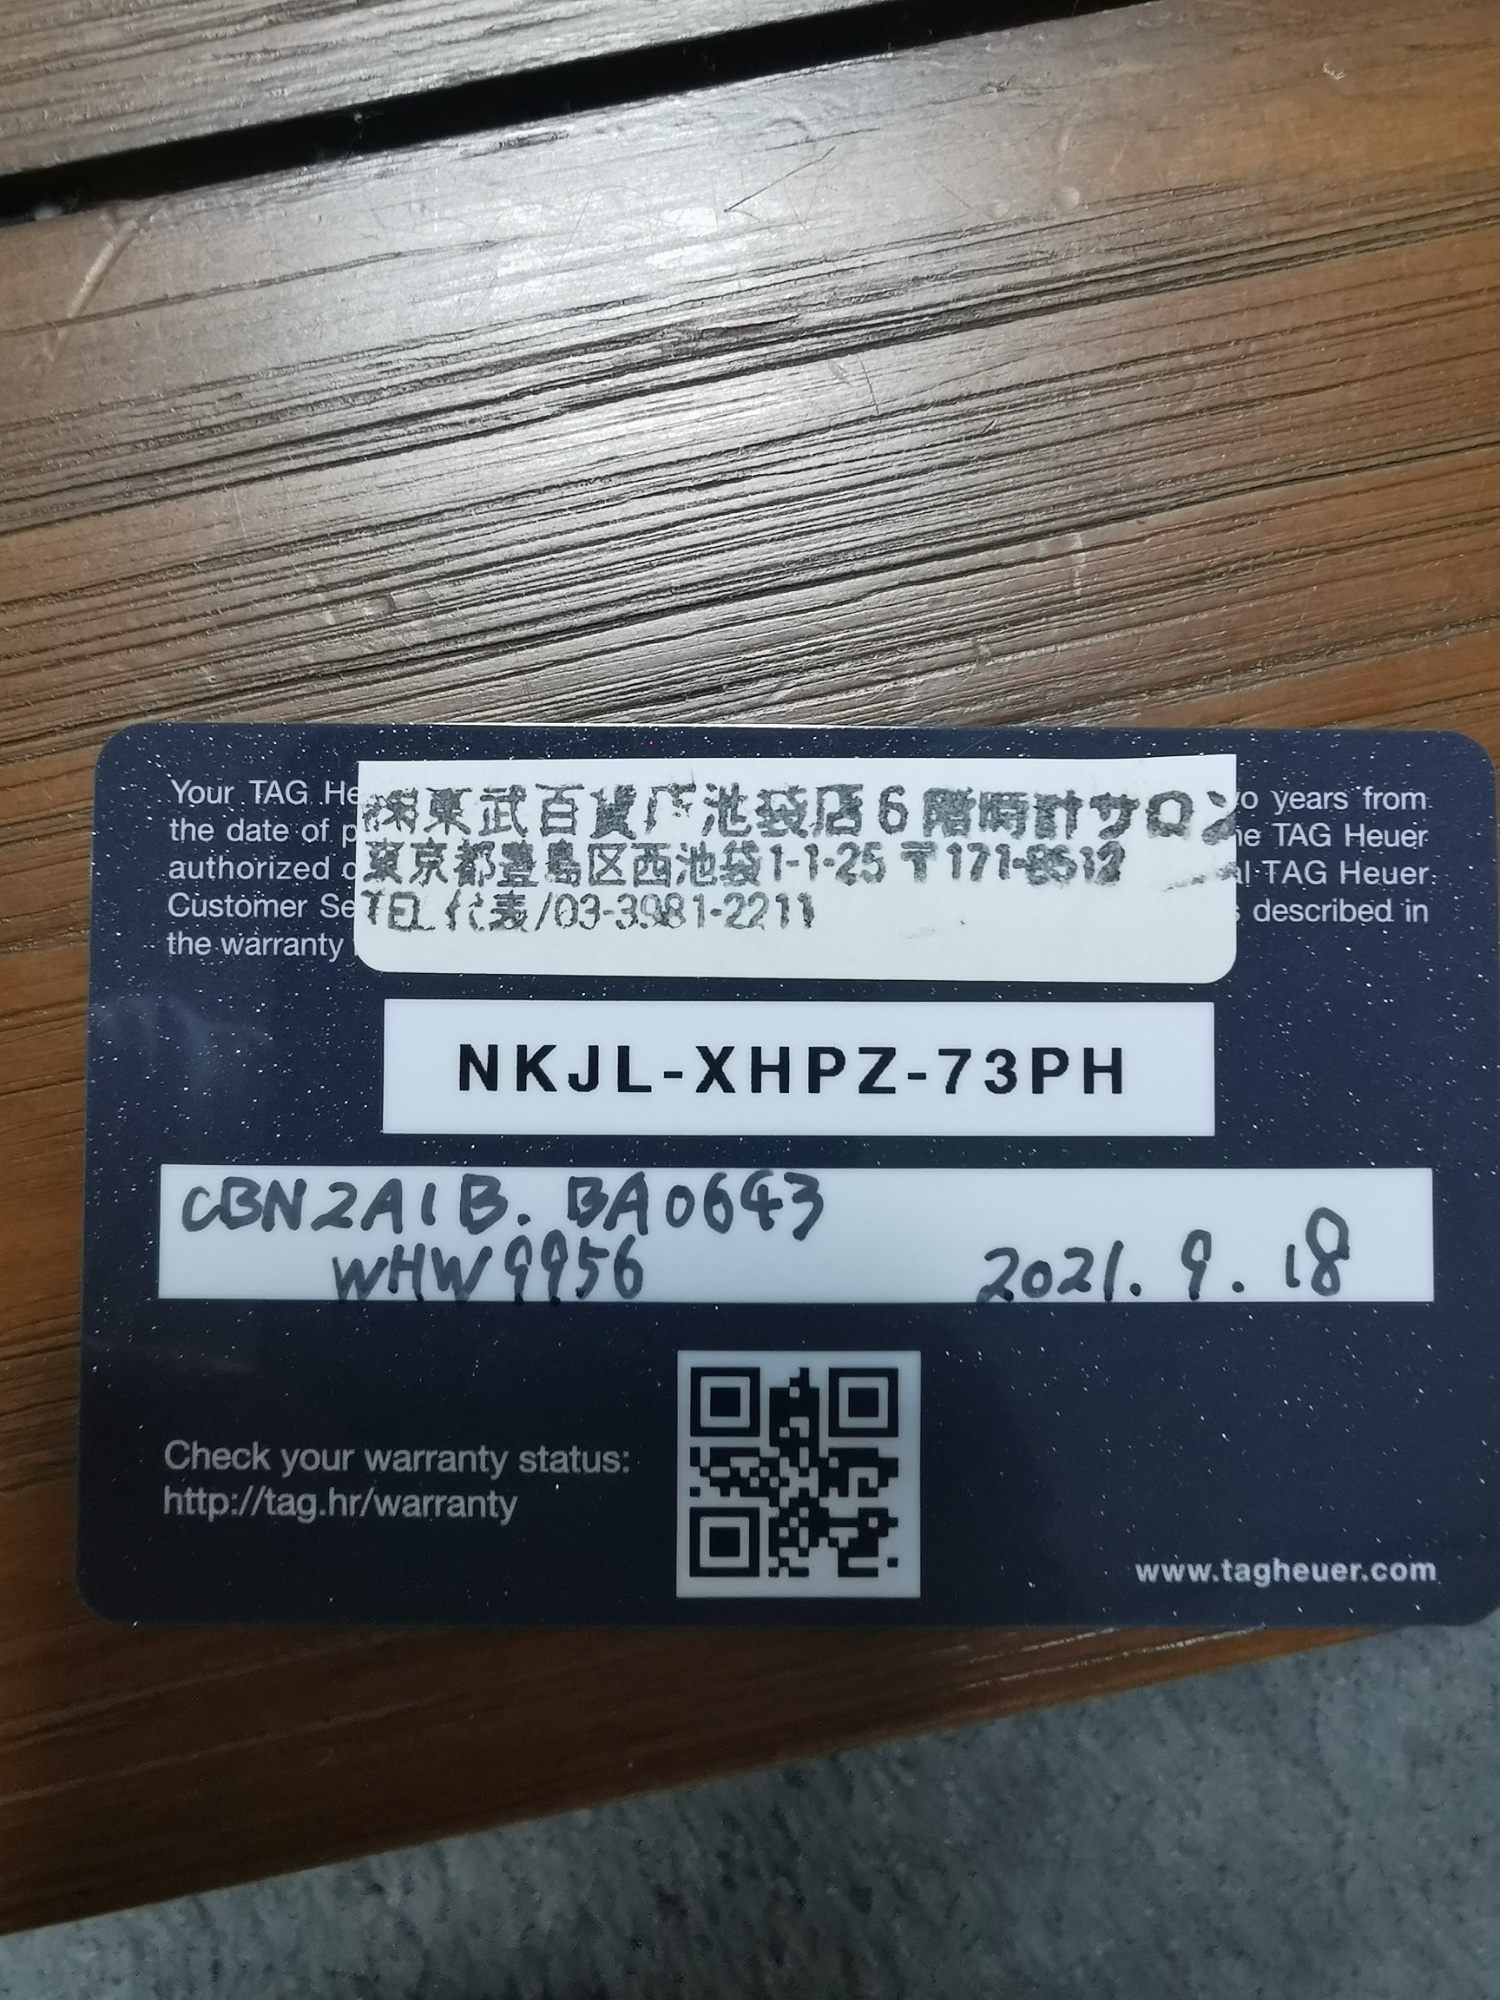 Your TAG He
the date of p
authorized
Customer Se
the warranty
㈱東武百貨店池袋店6階時計サロン
東京都豊島区西池袋1-1-25 〒171-8512
TEL 代表/03-3981-2211
years from
TAG Heuer
TAG Heuer
described in
NKJL-XHPZ-73PH
CBN2A1B.BA0643
WHW9956
2021.9.18
Check your warranty status:
http://tag.hr/warranty
www.tagheuer.com